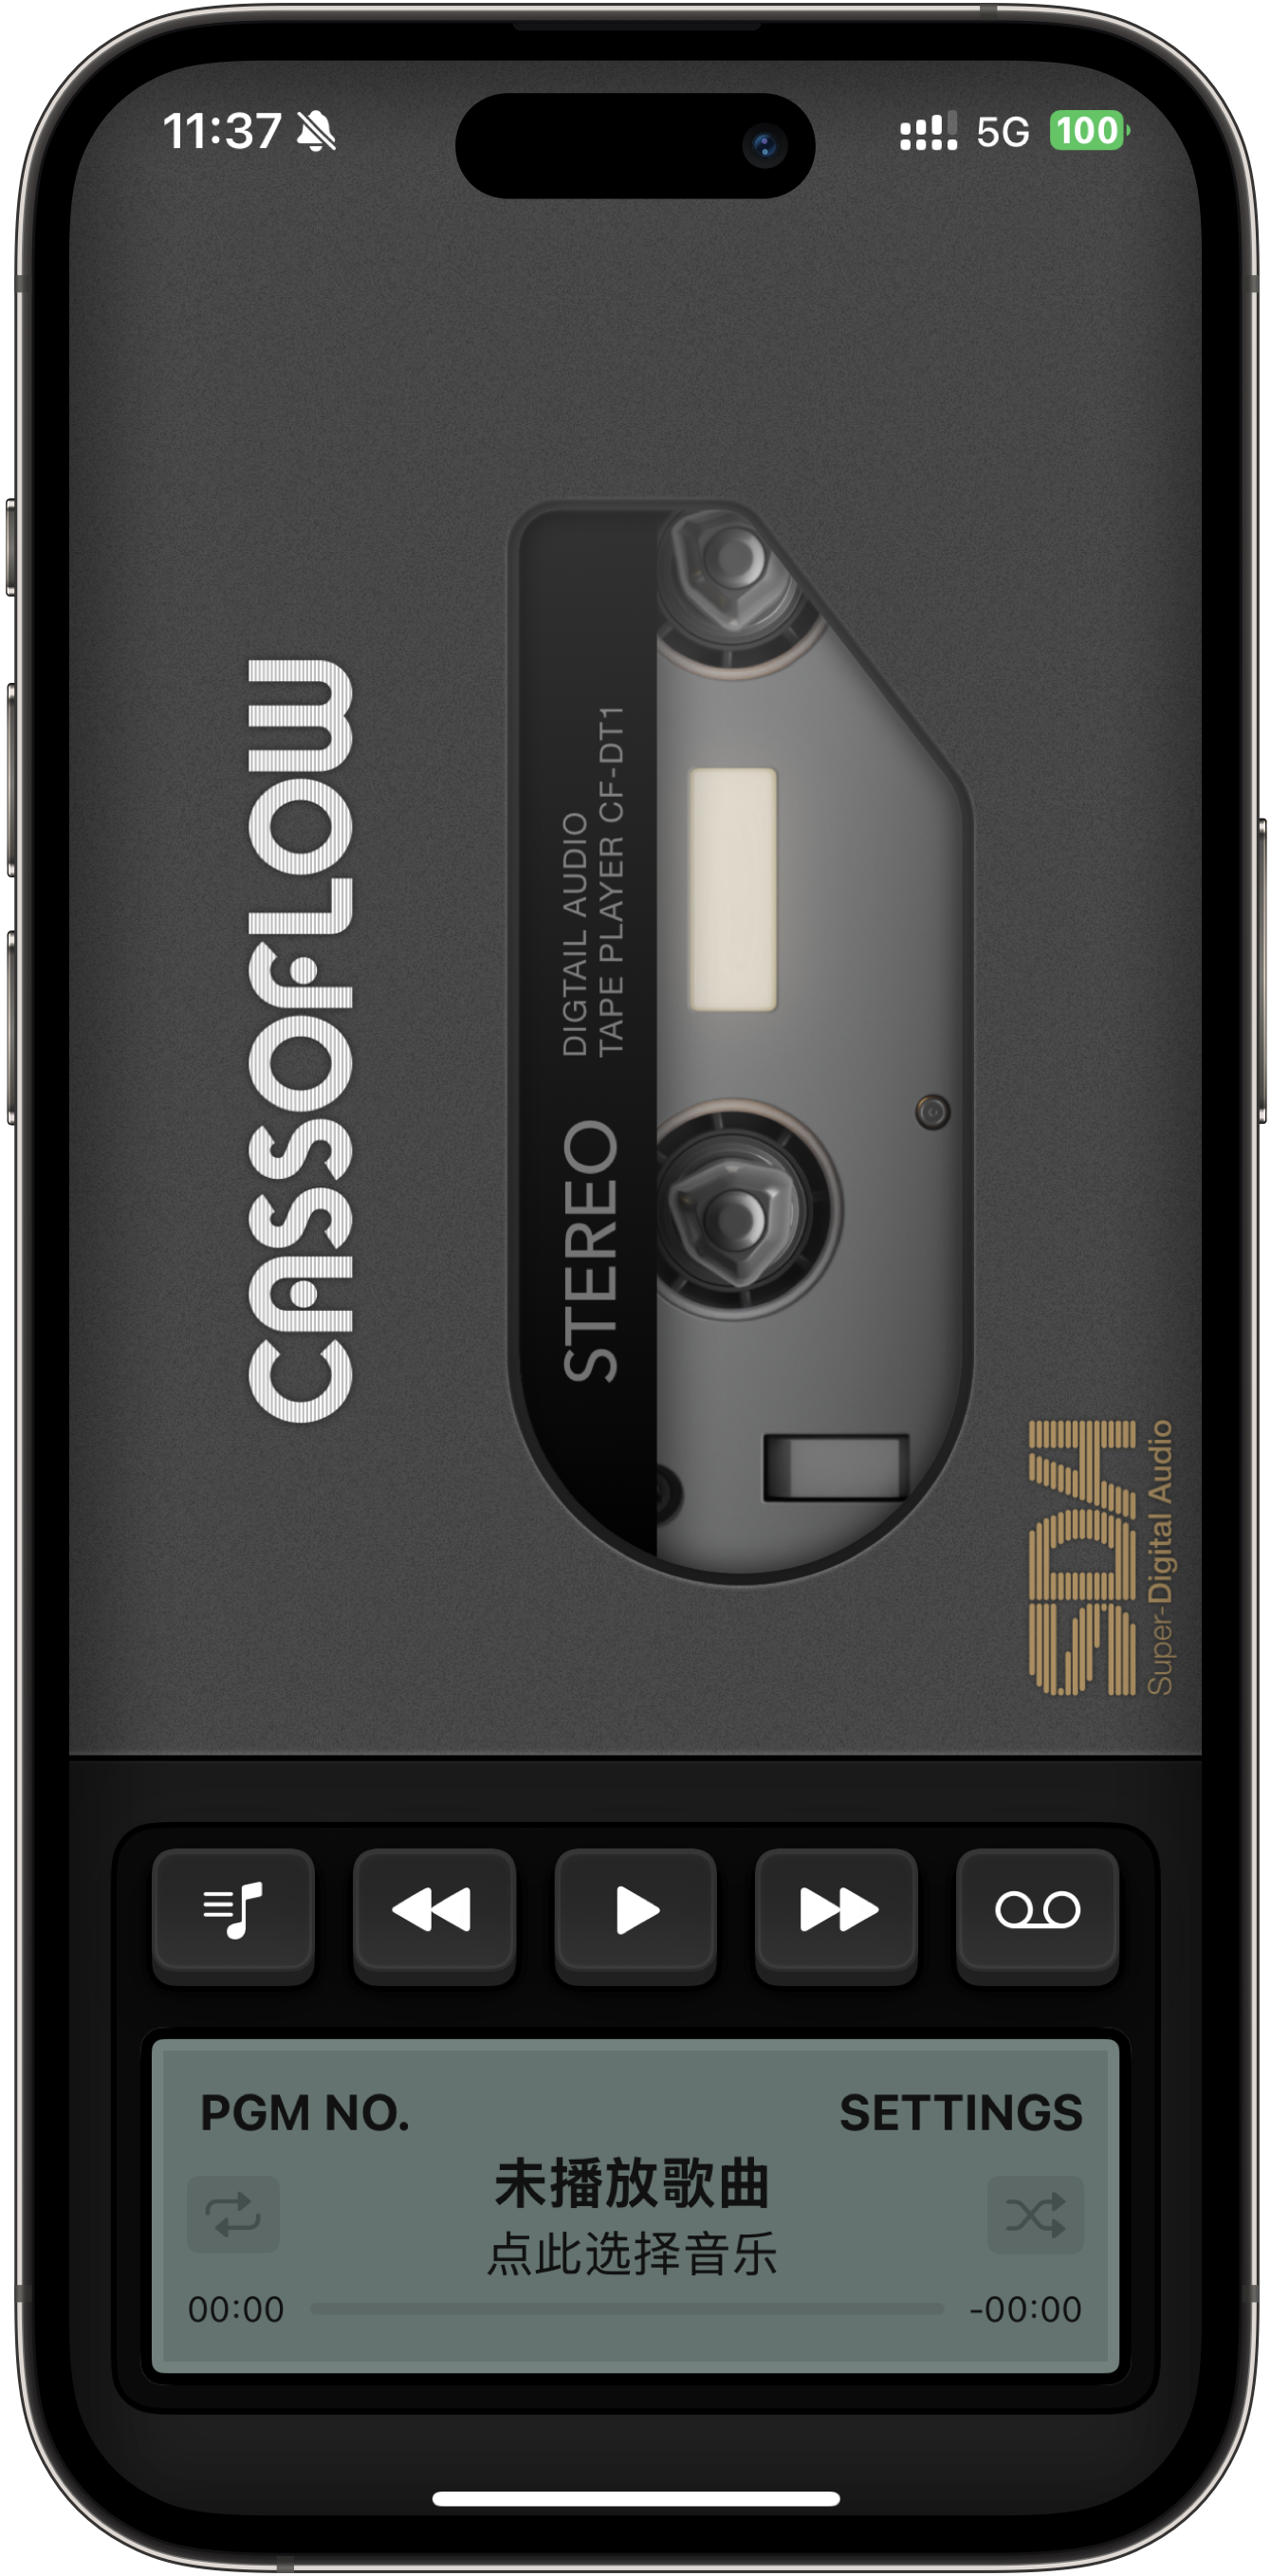 11:37
5G
100
CASSOFLOW
STEREO
DIGTAIL AUDIO
TAPE PLAYER CF-DT1
SDA
Super-Digital Audio
PGM NO.
SETTINGS
未播放歌曲
点此选择音乐
00:00
-00:00